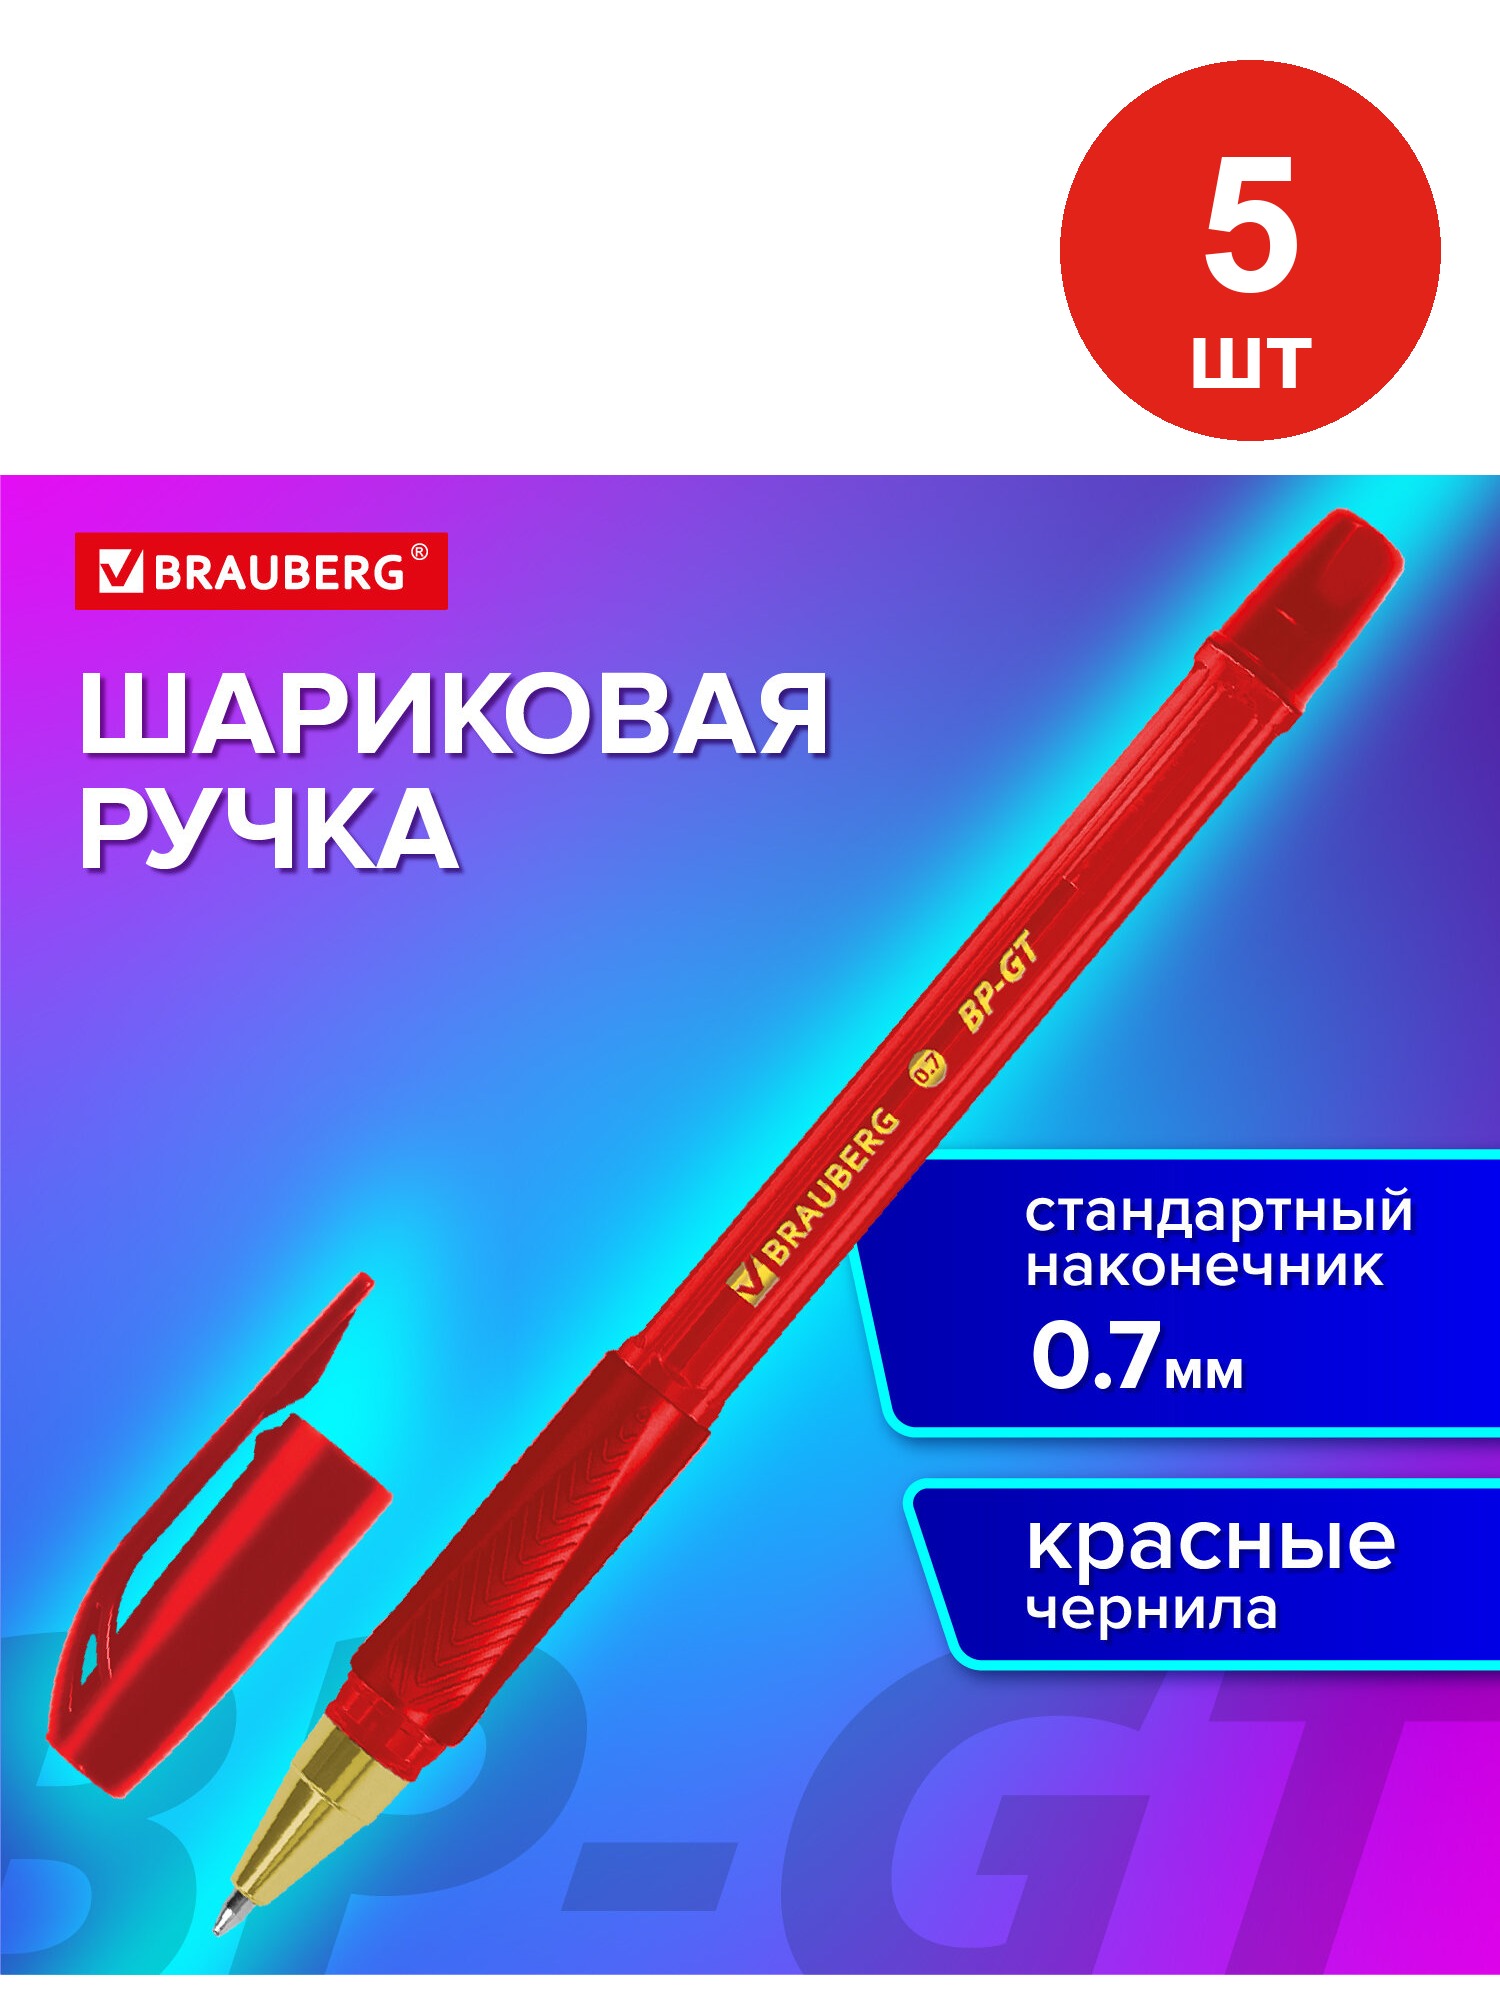 5
шт
BRAUBERG®
ШАРИКОВАЯ
РУЧКА
BRAUBERG 0.7 BP-GT
стандартный
наконечник
0.7мм
красные
чернила
BP-GT